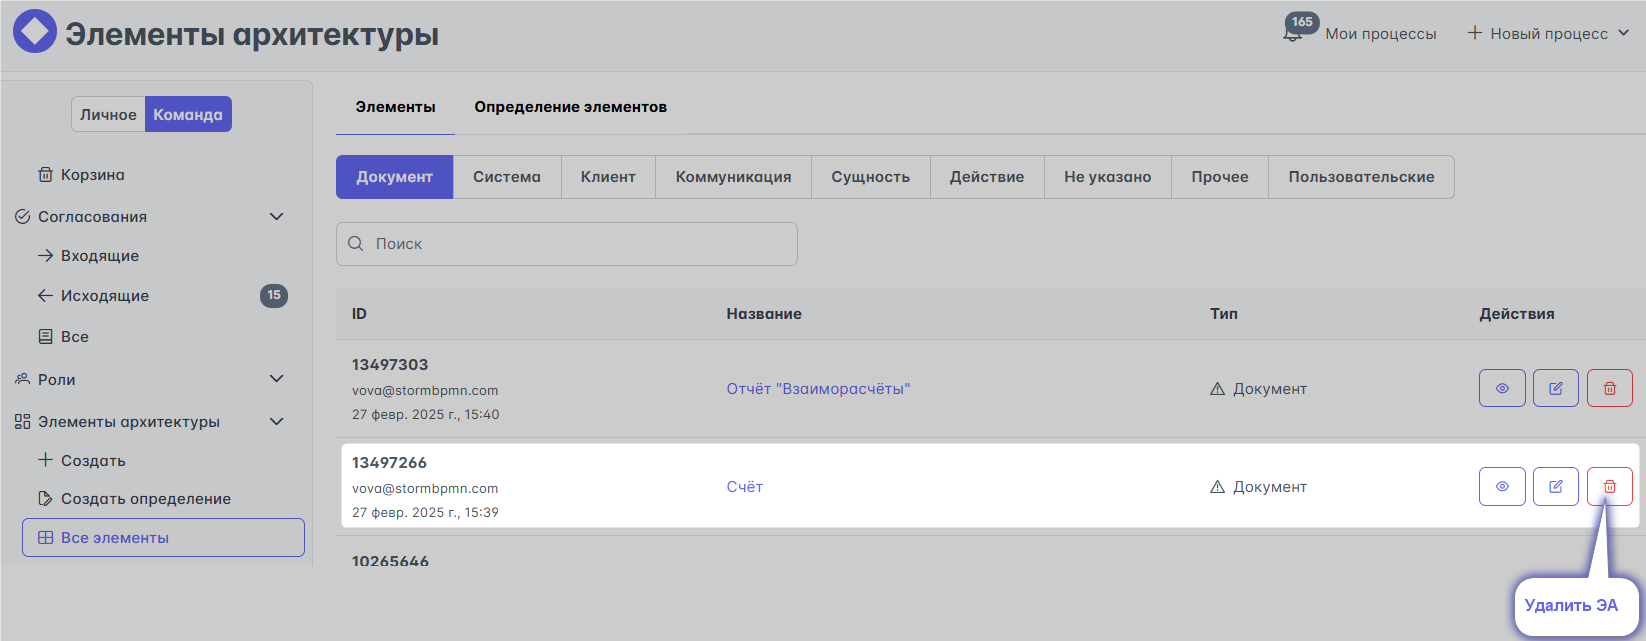 Элементы архитектуры
165
Мои процессы
Новый процесс
Личное
Команда
Корзина
Согласования
Входящие
Исходящие
15
Все
Роли
Элементы архитектуры
Создать
Создать определение
Все элементы
Элементы
Определение элементов
Документ
Система
Клиент
Коммуникация
Сущность
Действие
Не указано
Прочее
Пользовательские
Поиск
ID
Название
Тип
Действия
13497303
vova@stormbpmn.com
27 февр. 2025 г., 15:40
Отчёт "Взаиморасчёты"
Документ
13497266
vova@stormbpmn.com
27 февр. 2025 г., 15:39
Счёт
Документ
10265646
Удалить ЭА